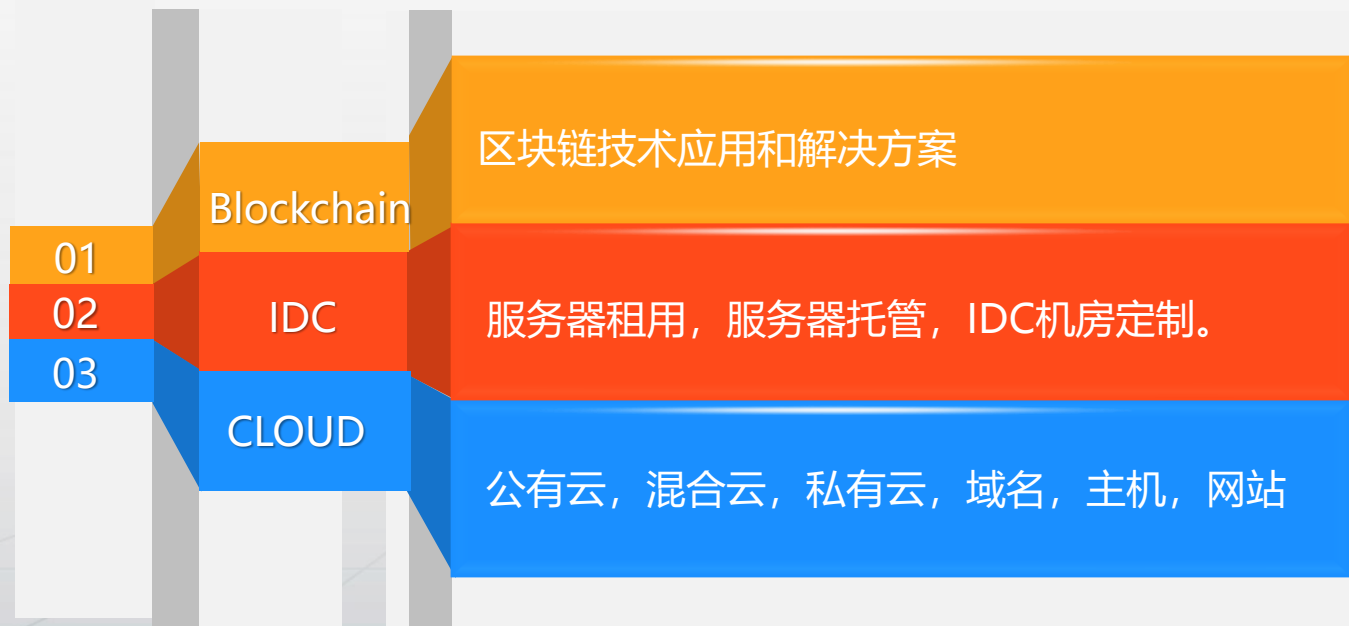 01
Blockchain
区块链技术应用和解决方案
02
IDC
服务器租用，服务器托管，IDC机房定制。
03
CLOUD
公有云，混合云，私有云，域名，主机，网站